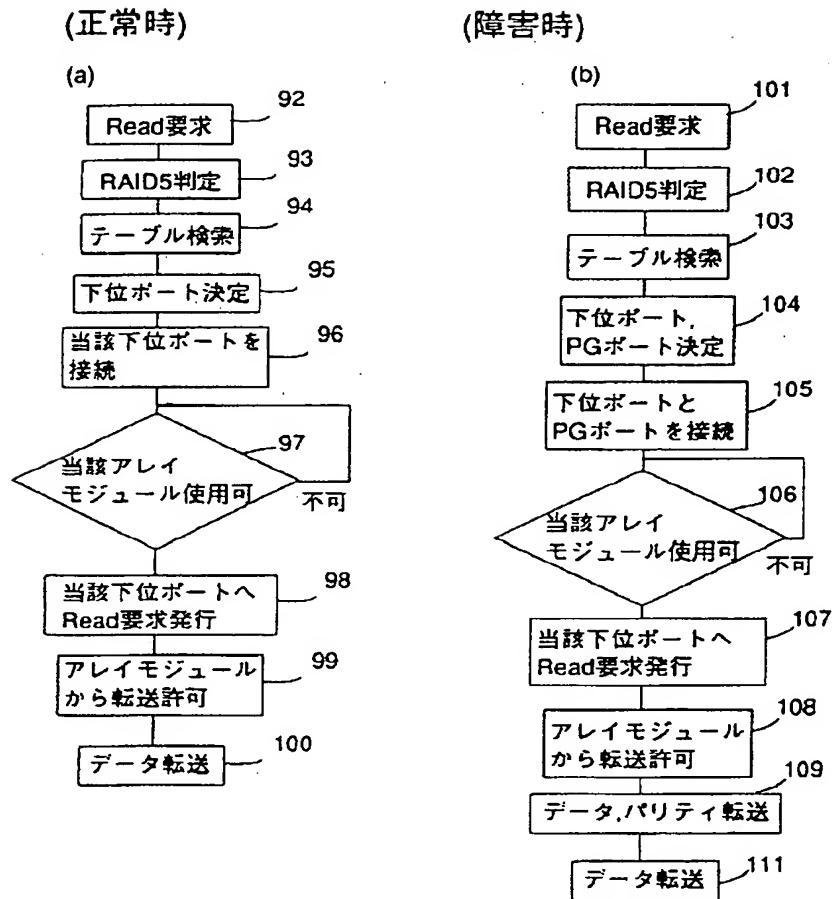 (正常時)
(a)
92
Read要求
93
RAID5判定
94
テーブル検索
95
下位ポート決定
96
当該下位ポートを
接続
97
当該アレイ
モジュール使用可
不可
98
当該下位ポートへ
Read要求発行
99
アレイモジュール
から転送許可
100
データ転送
(障害時)
(b)
101
Read要求
102
RAID5判定
103
テーブル検索
104
下位ポート,
PGポート決定
105
下位ポートと
PGポートを接続
106
当該アレイ
モジュール使用可
不可
107
当該下位ポートへ
Read要求発行
108
アレイモジュール
から転送許可
109
データ,パリティ転送
111
データ転送